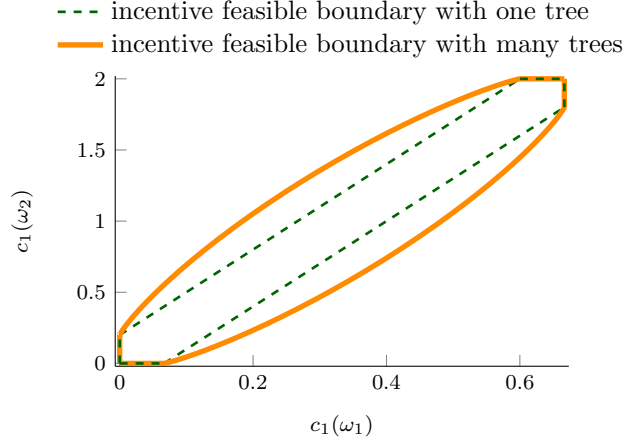 incentive feasible boundary with one tree
incentive feasible boundary with many trees
2
1.5
1
0.5
0
0 0.2 0.4 0.6
c₁(ω₂)
c₁(ω₁)